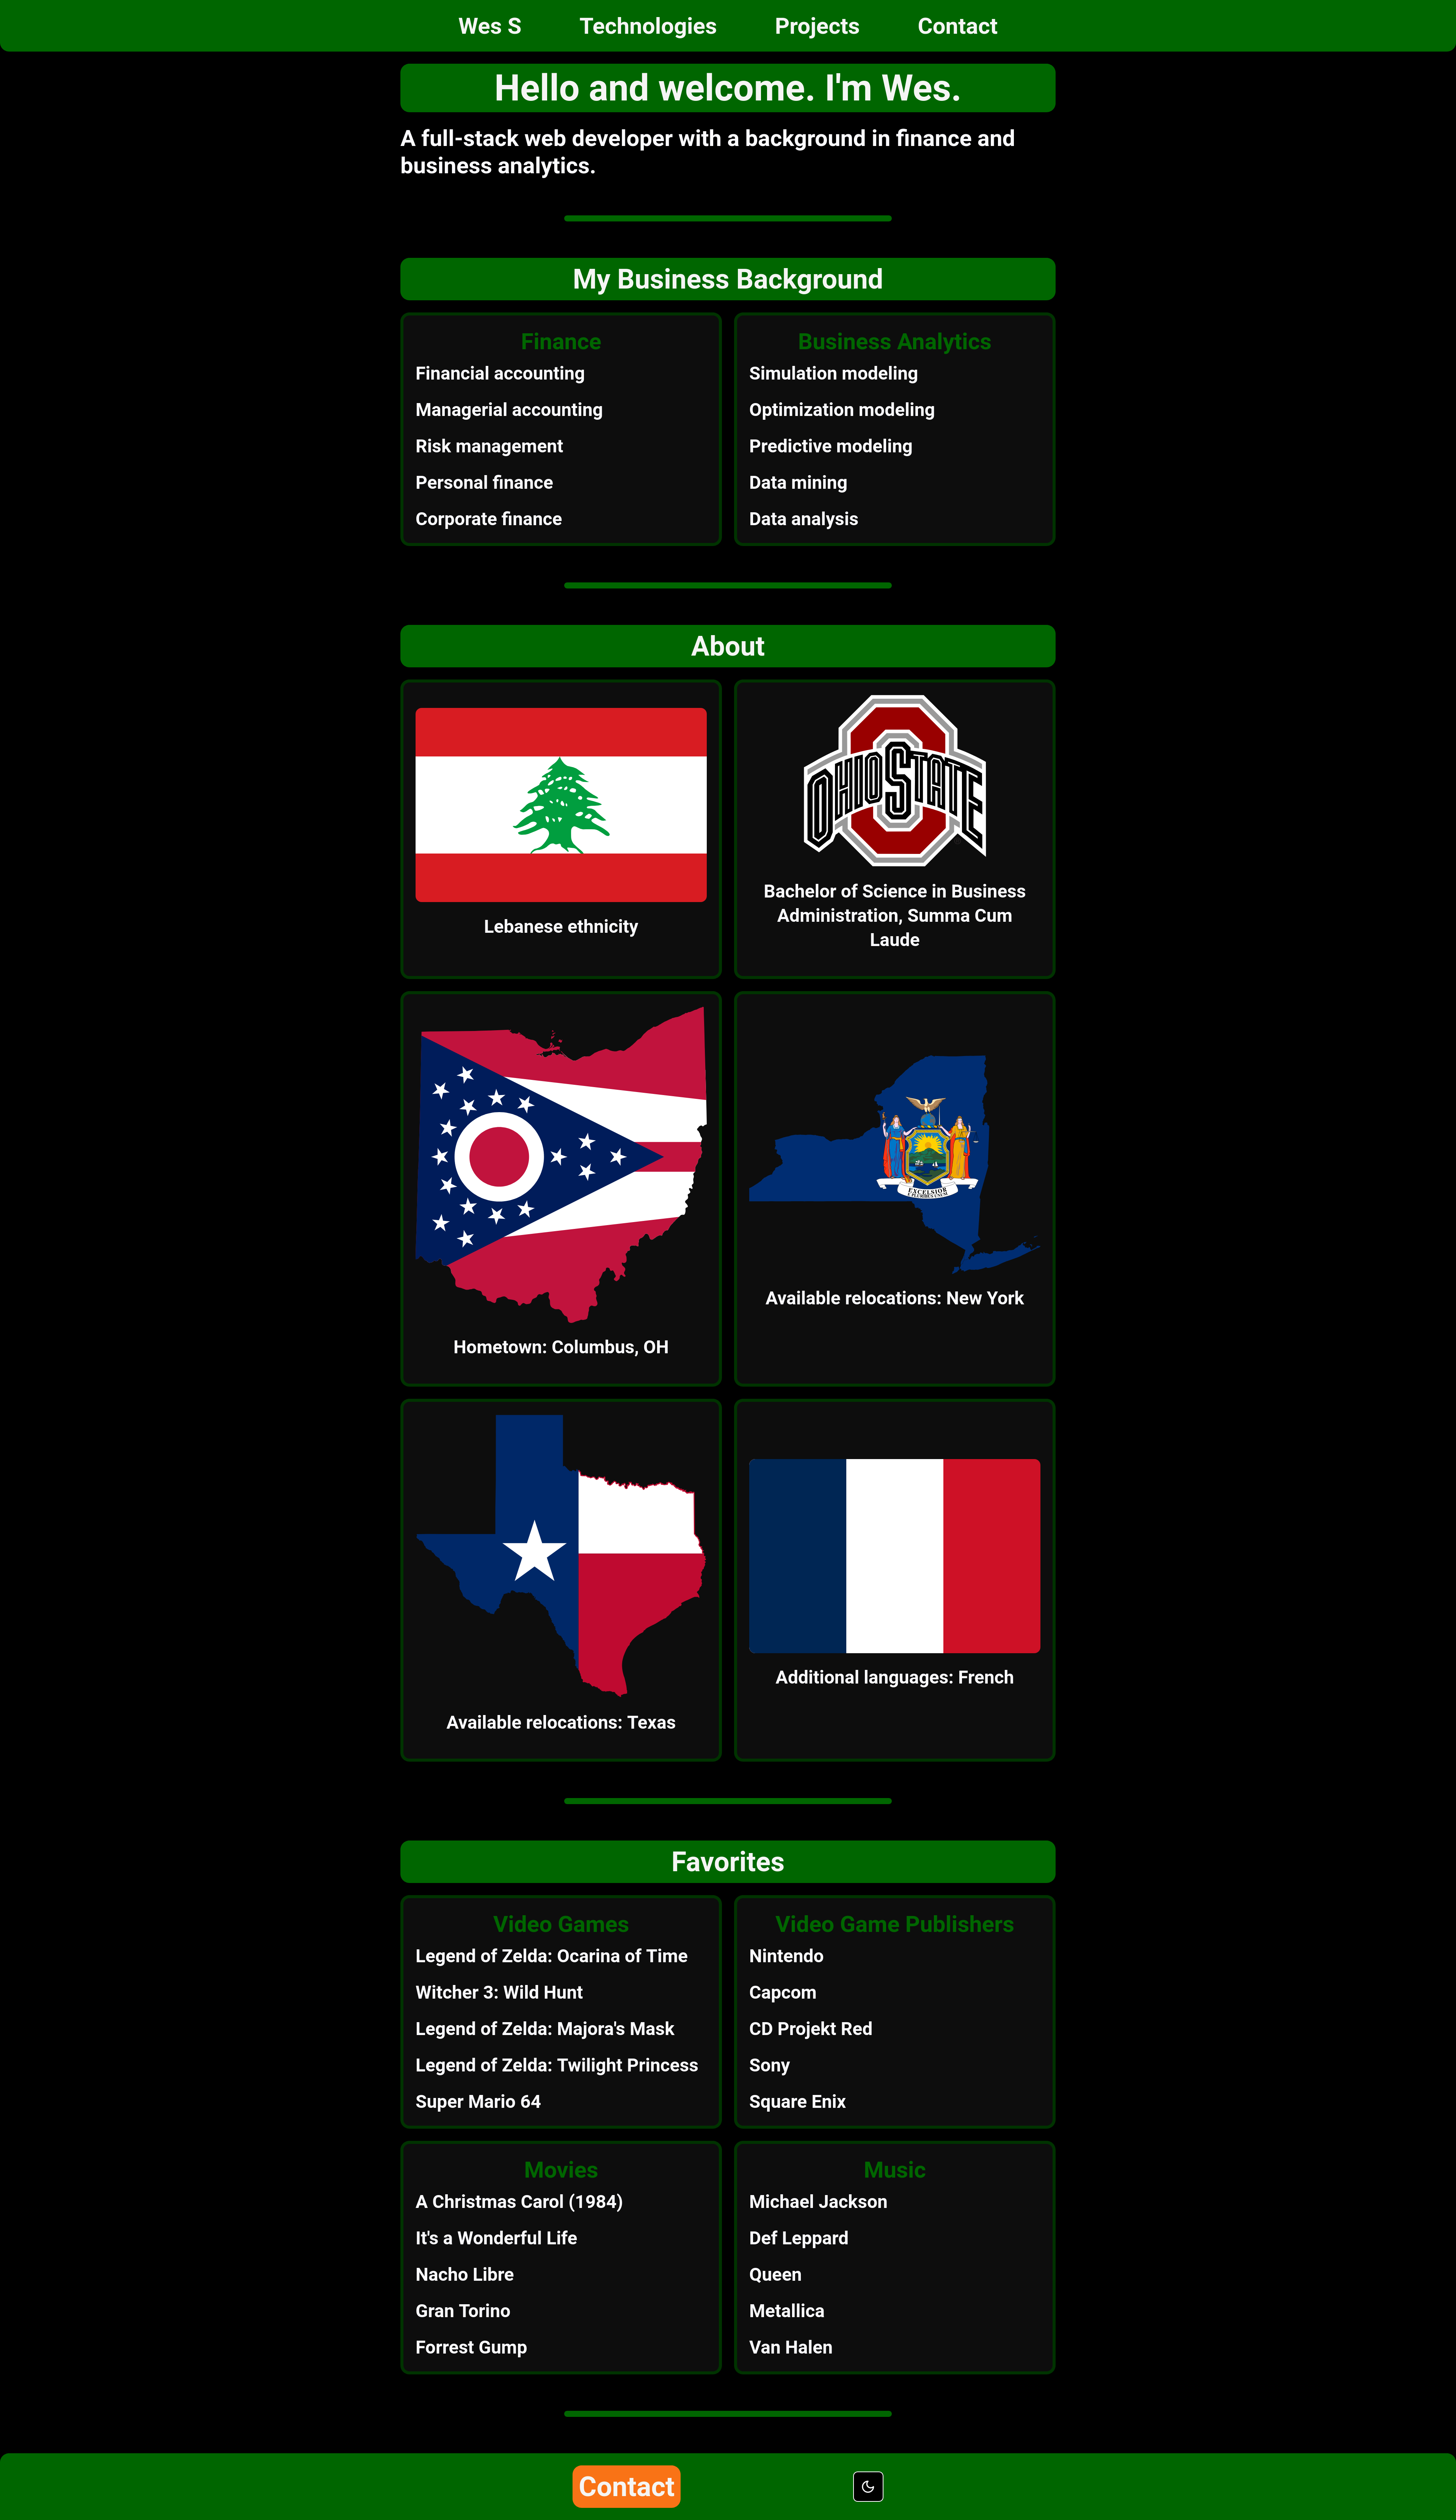 Wes S Technologies Projects Contact
Hello and welcome. I'm Wes.
A full-stack web developer with a background in finance and
business analytics.
My Business Background
Finance
Financial accounting
Managerial accounting
Risk management
Personal finance
Corporate finance
Business Analytics
Simulation modeling
Optimization modeling
Predictive modeling
Data mining
Data analysis
About
Lebanese ethnicity
OHIO STATE
Bachelor of Science in Business
Administration, Summa Cum
Laude
Hometown: Columbus, OH
EXCELSIOR
Available relocations: New York
Available relocations: Texas
Additional languages: French
Favorites
Video Games
Legend of Zelda: Ocarina of Time
Witcher 3: Wild Hunt
Legend of Zelda: Majora's Mask
Legend of Zelda: Twilight Princess
Super Mario 64
Video Game Publishers
Nintendo
Capcom
CD Projekt Red
Sony
Square Enix
Movies
A Christmas Carol (1984)
It's a Wonderful Life
Nacho Libre
Gran Torino
Forrest Gump
Music
Michael Jackson
Def Leppard
Queen
Metallica
Van Halen
Contact